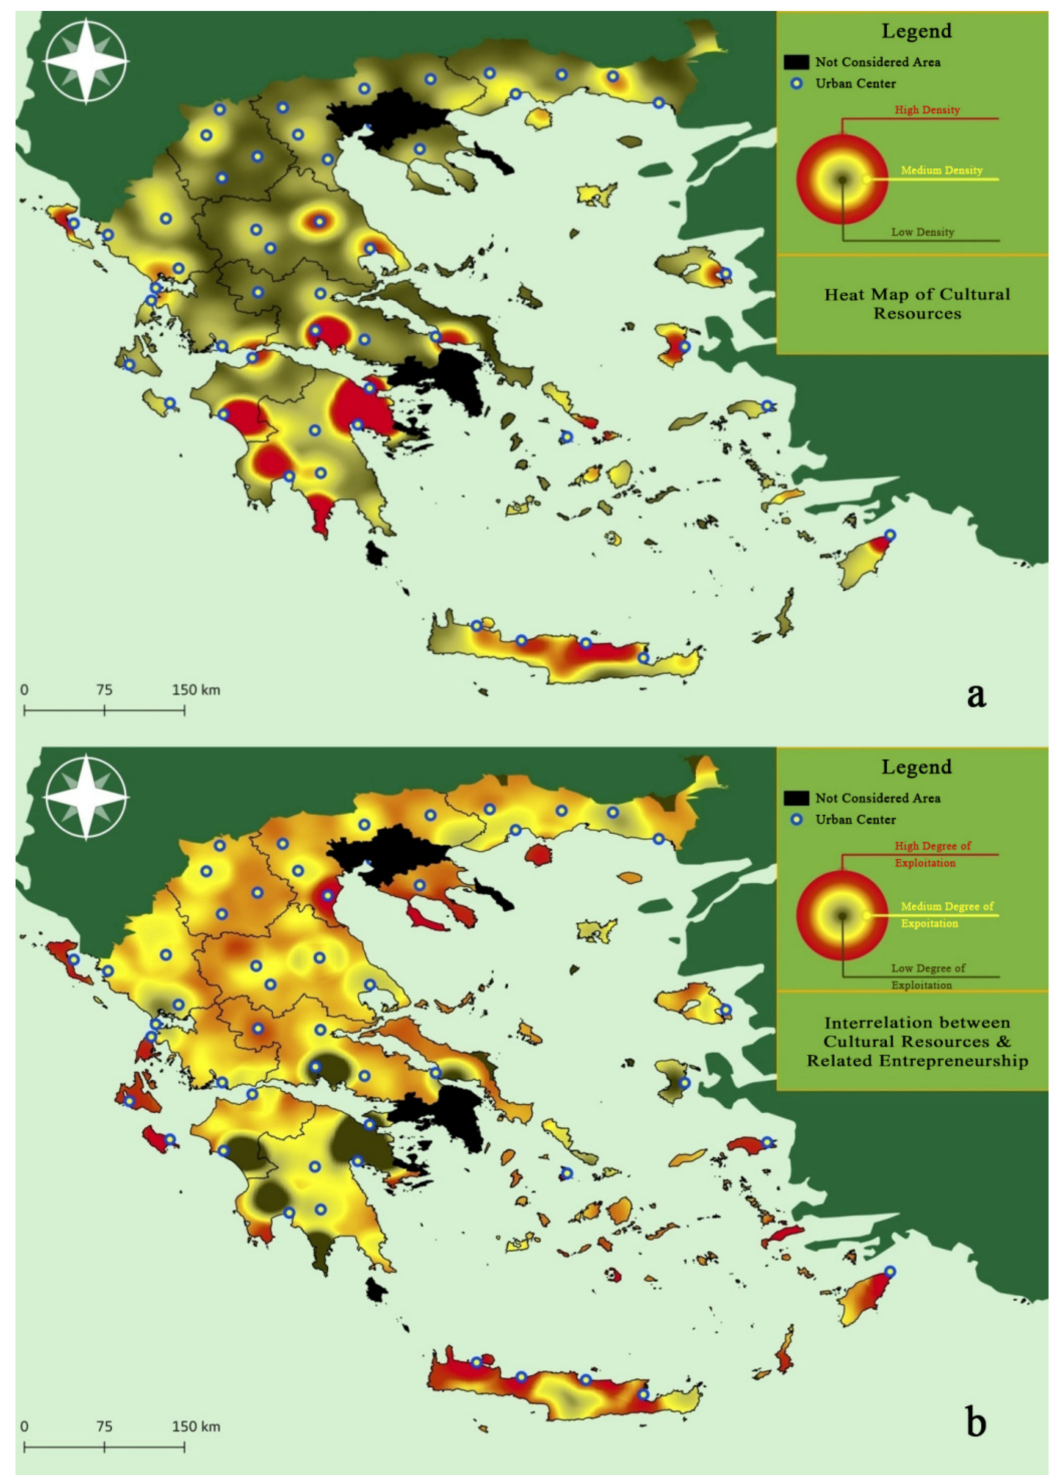 Legend
Not Considered Area
Urban Center
High Density
Medium Density
Low Density
Heat Map of Cultural
Resources
0 75 150 km
a
Legend
Not Considered Area
Urban Center
High Degree of
Exploitation
Medium Degree of
Expoitation
Low Degree of
Exploitation
Interrelation between
Cultural Resources &
Related Entrepreneurship
0 75 150 km
b